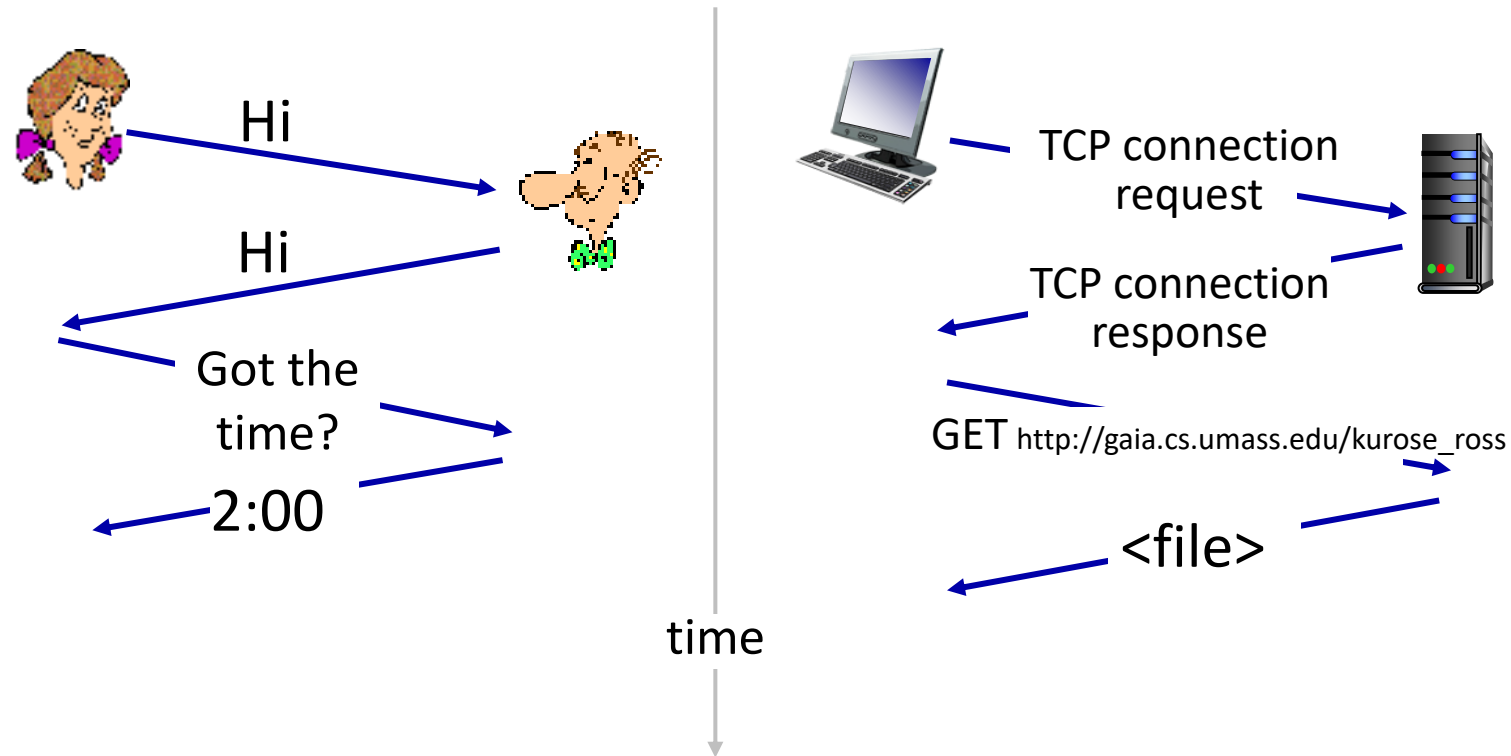 Hi
Hi
Got the
time?
2:00
TCP connection
request
TCP connection
response
GET http://gaia.cs.umass.edu/kurose_ross
<file>
time